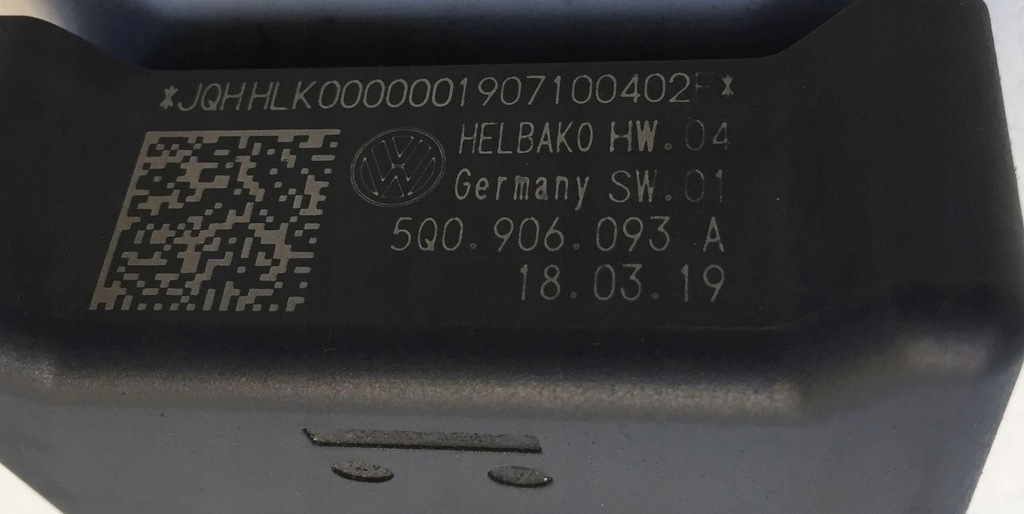 *JQHHLK0000001907100402F*
HELBAKO HW.04
Germany SW.01
5Q0.906.093 A
18.03.19